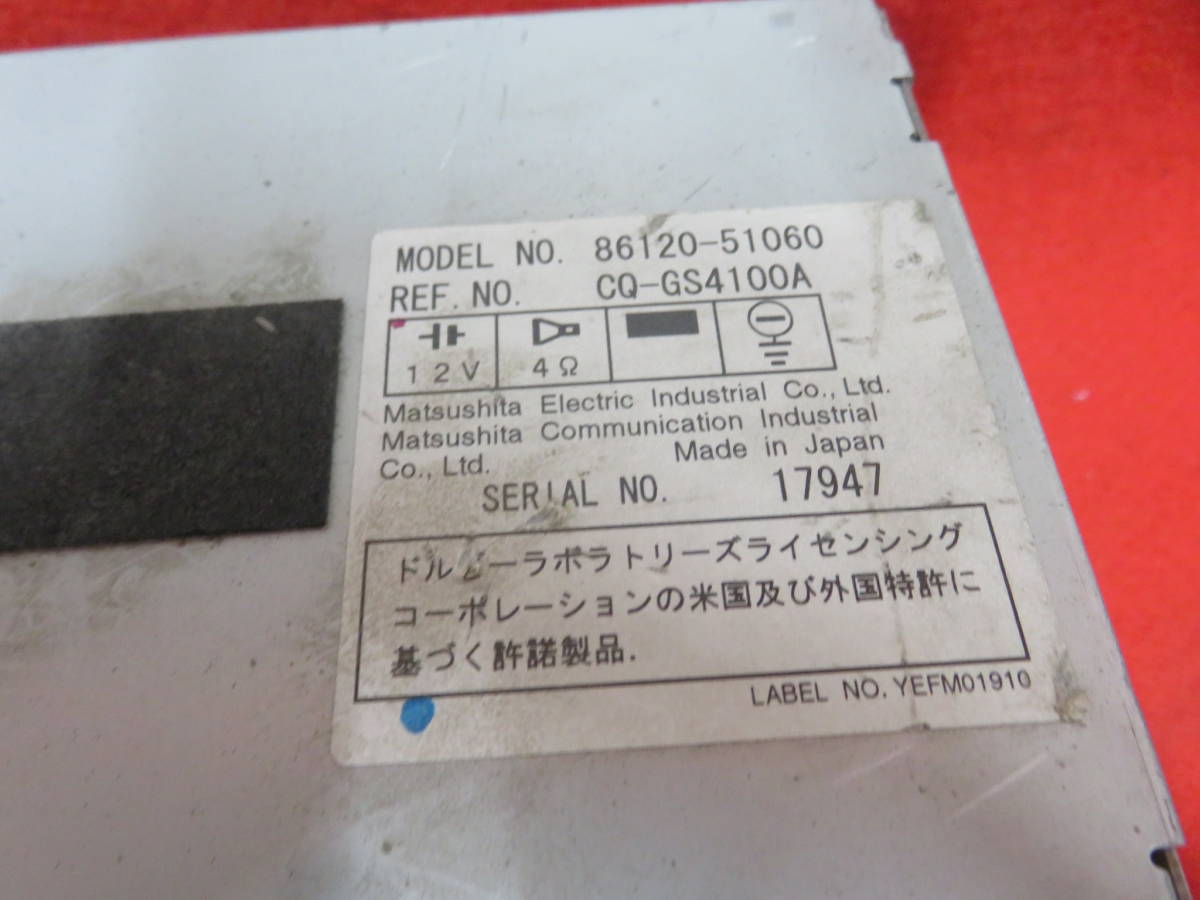 MODEL NO. 86120-51060
REF. NO. CQ-GS4100A
12V 4Ω
Matsushita Electric Industrial Co., Ltd.
Matsushita Communication Industrial
Co., Ltd. Made in Japan
SERIAL NO. 17947
ドルビーラボラトリーズライセンシング
コーポレーションの米国及び外国特許に
基づく許諾製品.
LABEL NO. YEFM01910